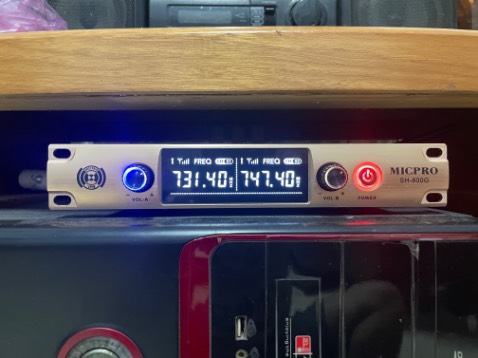 FREQ FREQ
731.40 747.40
MICPRO
SH-800G
VOL-A
VOL-B
POWER